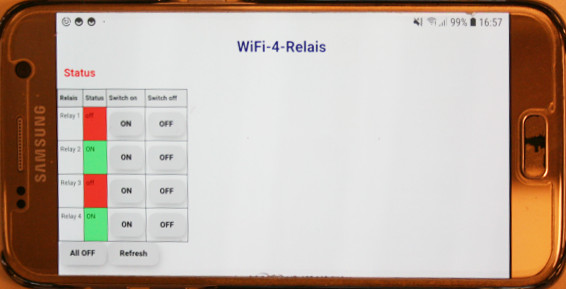 SAMSUNG
99% 16:57
WiFi-4-Relais
Status
Relais Status Switch on Switch off
Relay 1 off ON OFF
Relay 2 ON ON OFF
Relay 3 off ON OFF
Relay 4 ON ON OFF
All OFF Refresh